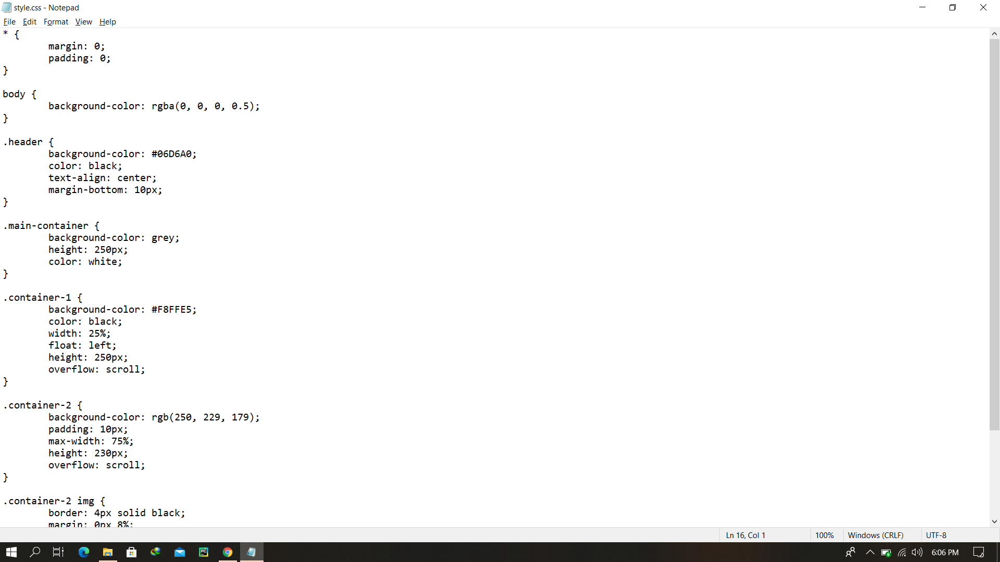 style.css - Notepad
File Edit Format View Help
* {
margin: 0;
padding: 0;
}
body {
background-color: rgba(0, 0, 0, 0.5);
}
.header {
background-color: #06D6A0;
color: black;
text-align: center;
margin-bottom: 10px;
}
.main-container {
background-color: grey;
height: 250px;
color: white;
}
.container-1 {
background-color: #F8FFE5;
color: black;
width: 25%;
float: left;
height: 250px;
overflow: scroll;
}
.container-2 {
background-color: rgb(250, 229, 179);
padding: 10px;
max-width: 75%;
height: 230px;
overflow: scroll;
}
.container-2 img {
border: 4px solid black;
margin: 0px 8%;
Ln 16, Col 1 100% Windows (CRLF) UTF-8
PC 6:06 PM